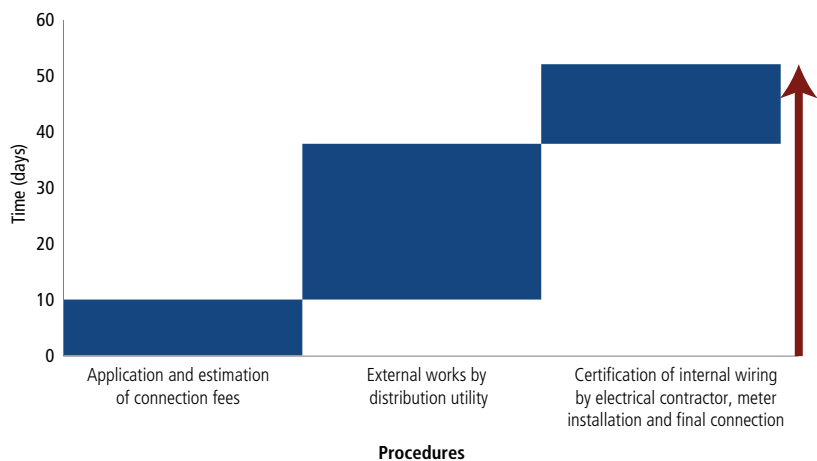 60
50
40
30
20
10
0
Time (days)
Application and estimation
of connection fees
External works by
distribution utility
Certification of internal wiring
by electrical contractor, meter
installation and final connection
Procedures